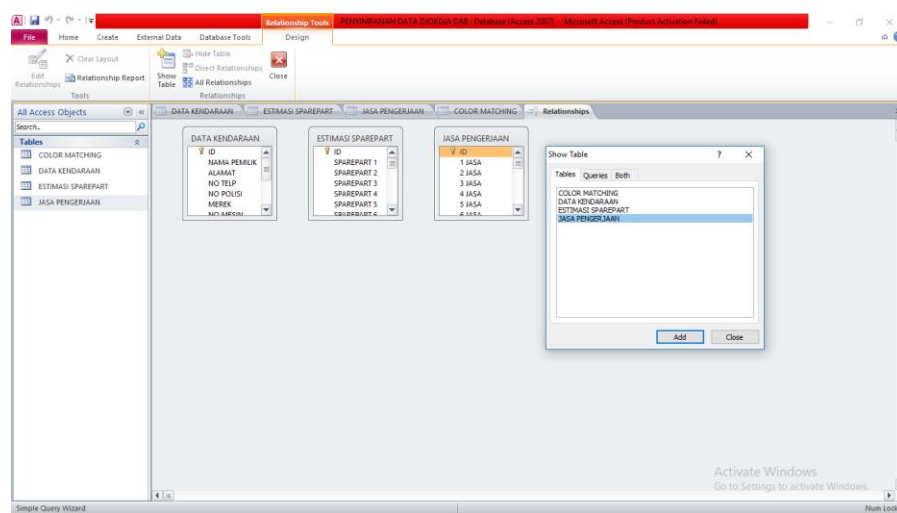 Relationship Tools PENYIMPANAN DATA DJOKDJA DAB : Database (Access 2007) - Microsoft Access (Product Activation Failed)
File Home Create External Data Database Tools Design
Edit Relationships
Clear Layout
Relationship Report
Tools
Show Table
Hide Table
Direct Relationships
All Relationships
Relationships
Close
All Access Objects
Search..
Tables
COLOR MATCHING
DATA KENDARAAN
ESTIMASI SPAREPART
JASA PENGERJAAN
DATA KENDARAAN ESTIMASI SPAREPART JASA PENGERJAAN COLOR MATCHING Relationships
DATA KENDARAAN
ID
NAMA PEMILIK
ALAMAT
NO TELP
NO POLISI
MEREK
NO MESIN
ESTIMASI SPAREPART
ID
SPAREPART 1
SPAREPART 2
SPAREPART 3
SPAREPART 4
SPAREPART 5
SPAREPART 6
JASA PENGERJAAN
ID
1 JASA
2 JASA
3 JASA
4 JASA
5 JASA
6 JASA
Show Table ?
Tables Queries Both
COLOR MATCHING
DATA KENDARAAN
ESTIMASI SPAREPART
JASA PENGERJAAN
Add Close
Activate Windows
Go to Settings to activate Windows.
Simple Query Wizard Num Lock